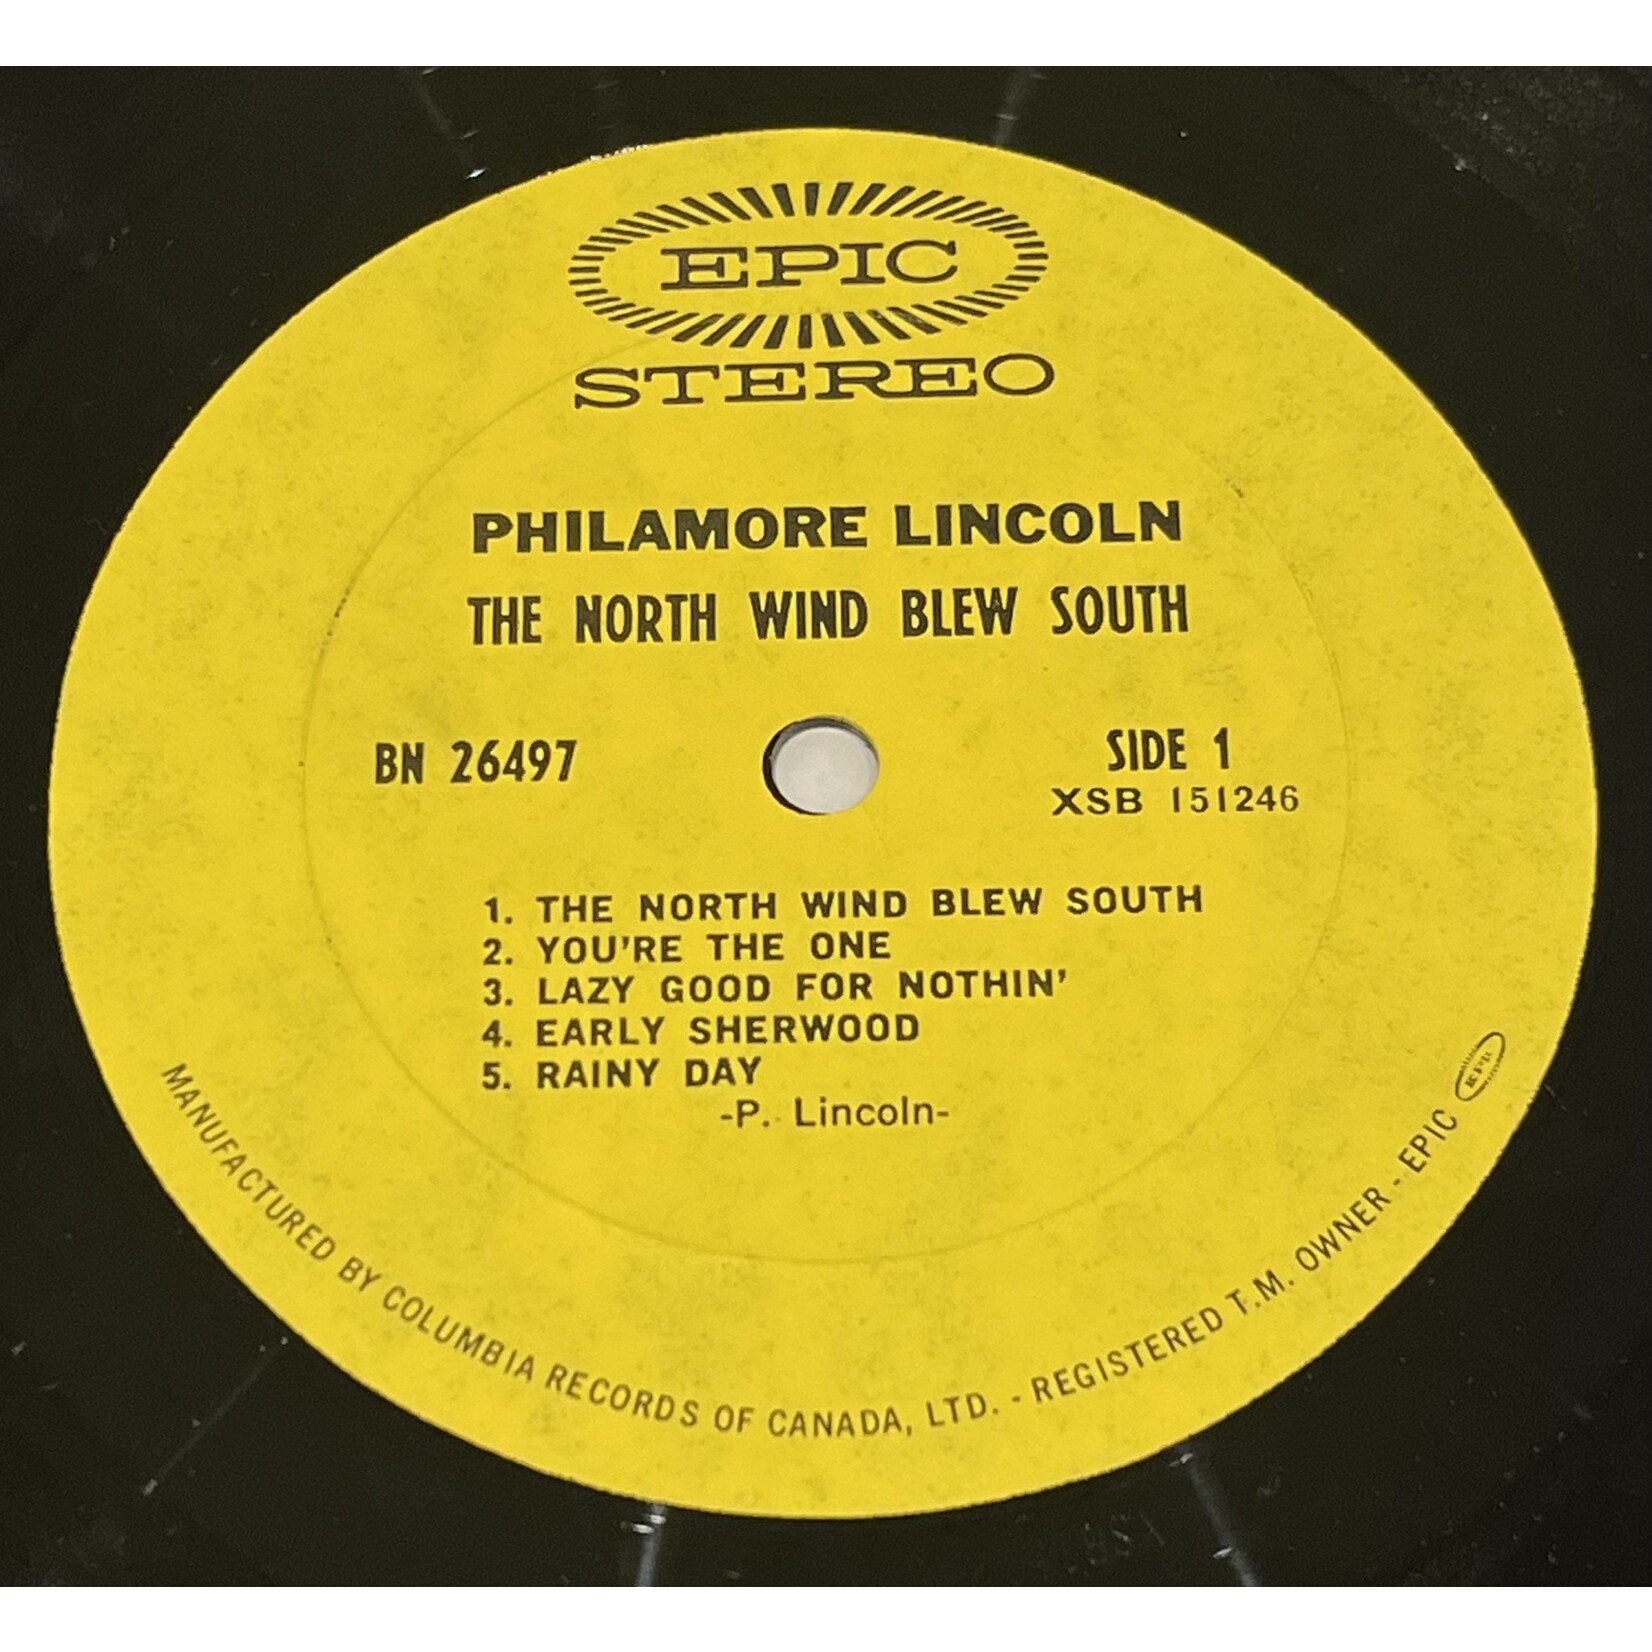 EPIC
STEREO
PHILAMORE LINCOLN
THE NORTH WIND BLEW SOUTH
BN 26497
SIDE 1
XSB 151246
1. THE NORTH WIND BLEW SOUTH
2. YOU'RE THE ONE
3. LAZY GOOD FOR NOTHIN'
4. EARLY SHERWOOD
5. RAINY DAY
-P. Lincoln-
MANUFACTURED BY COLUMBIA RECORDS OF CANADA, LTD. - REGISTERED T.M. OWNER - EPIC EPIC